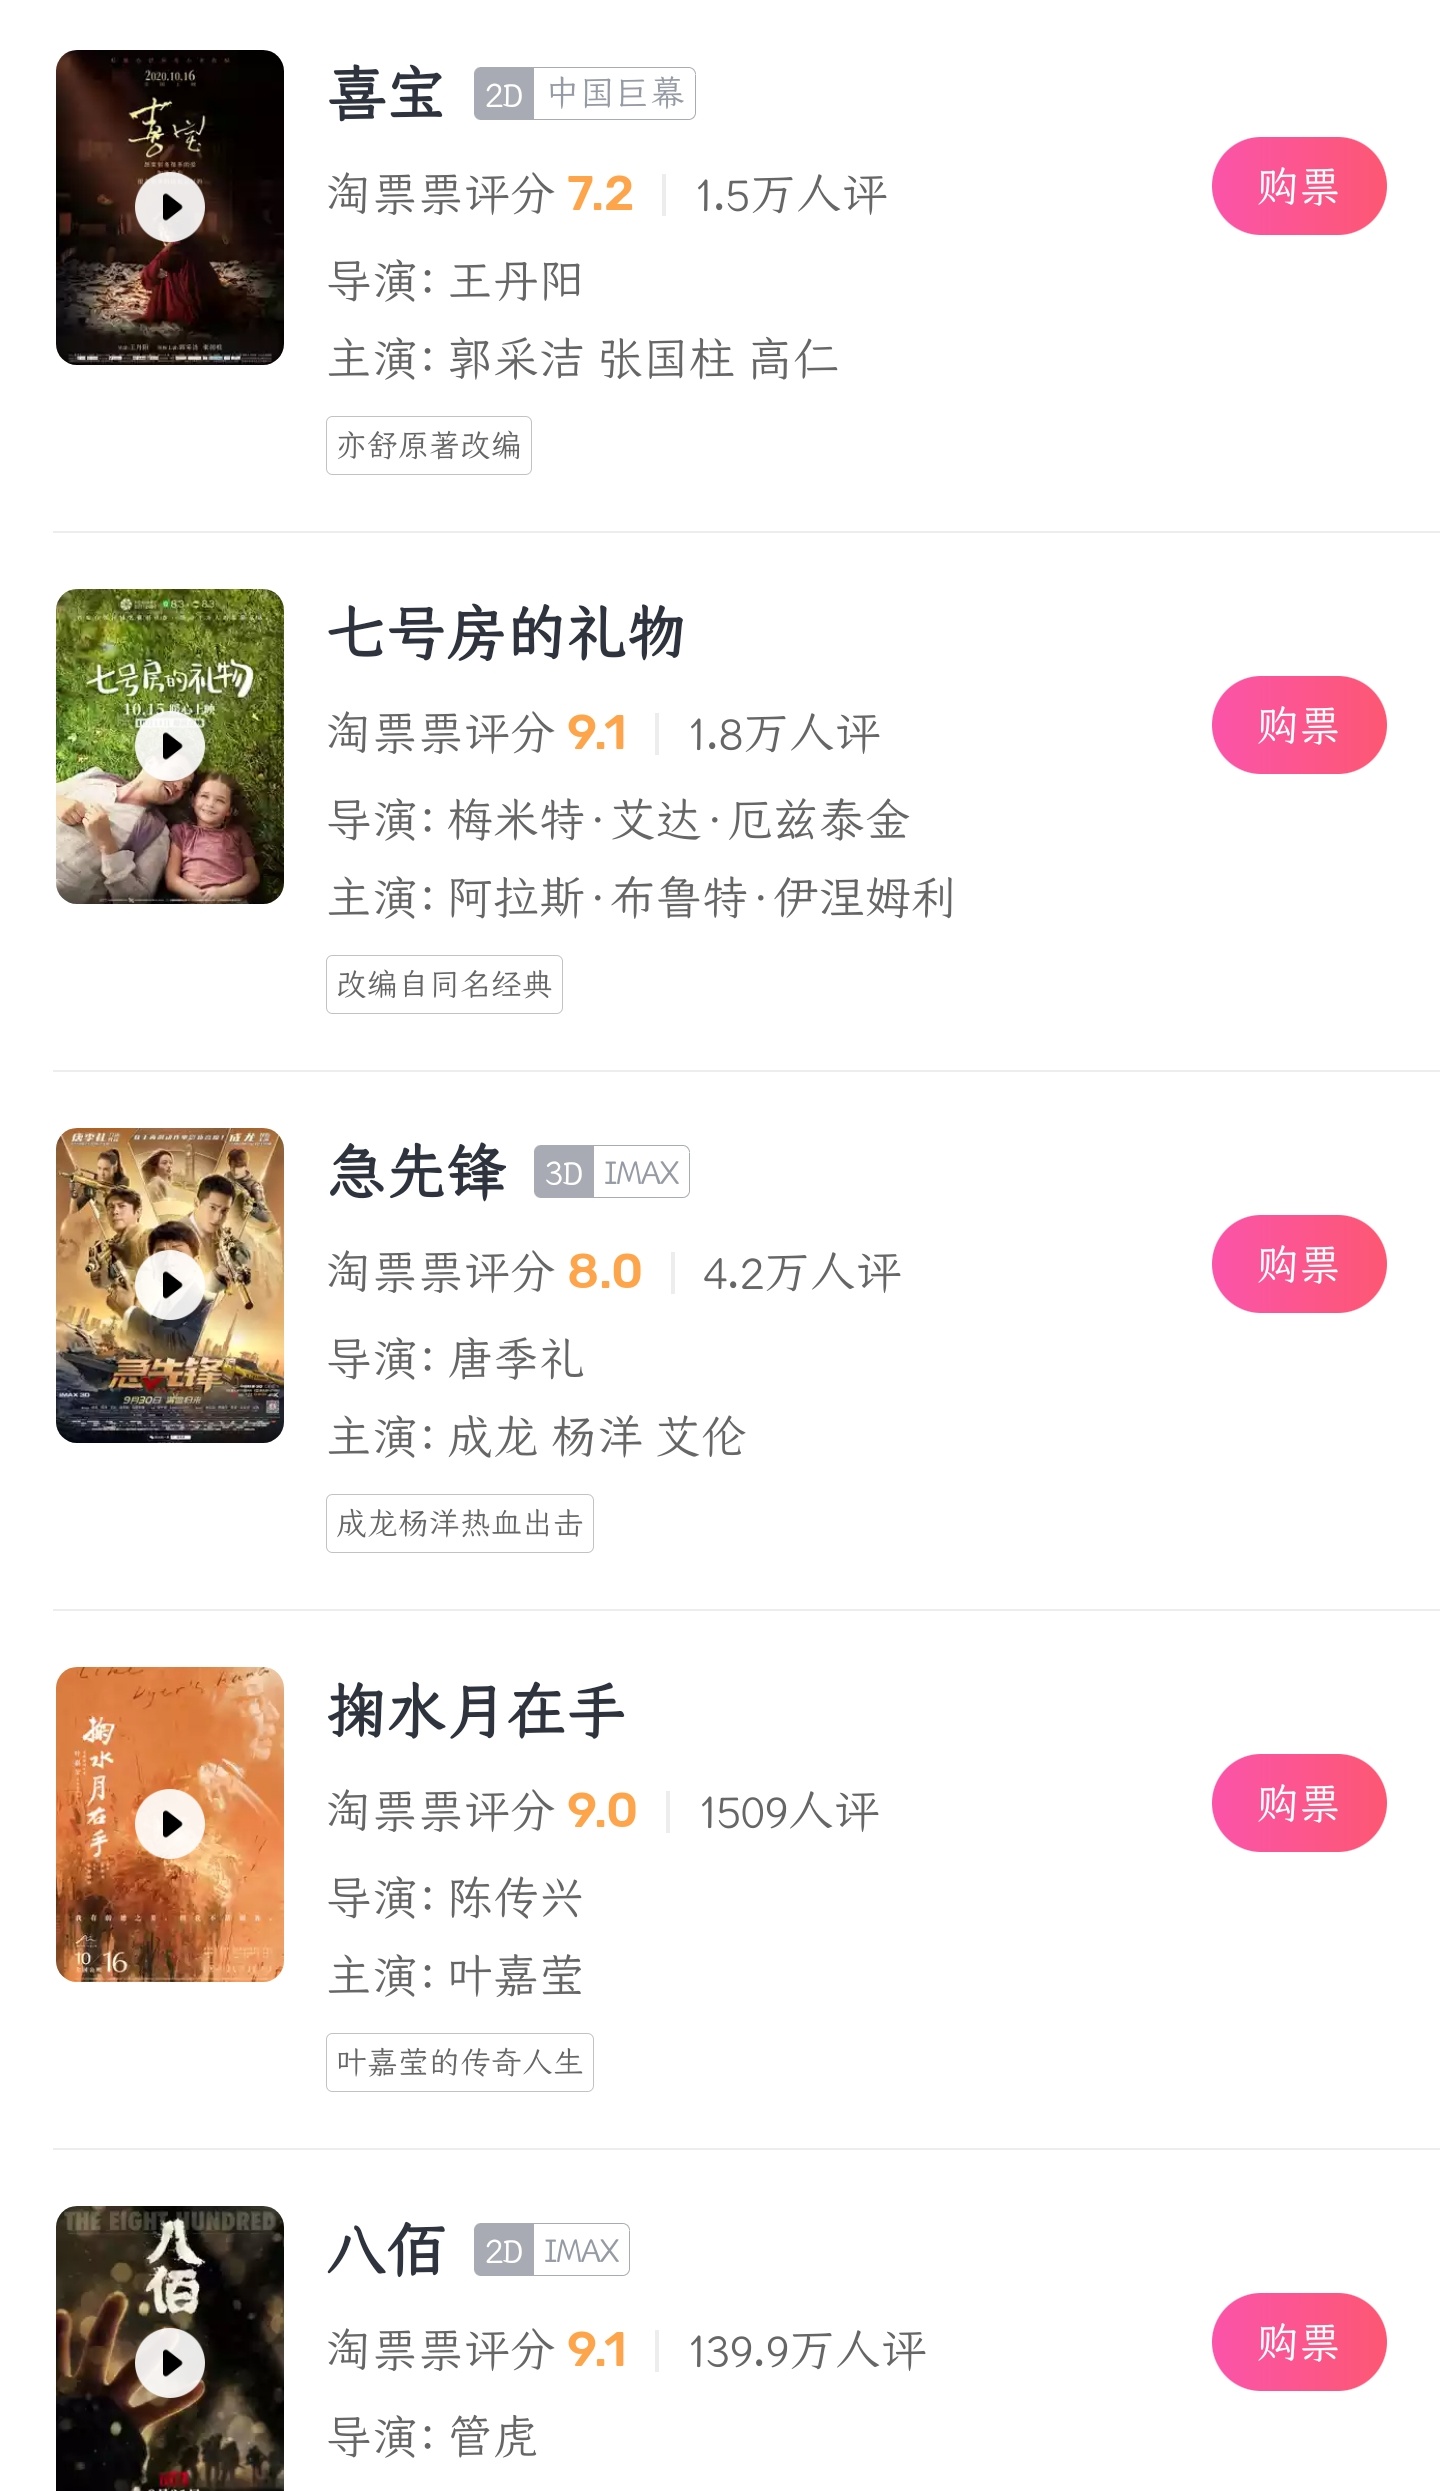 2020.10.16
喜宝
喜宝 2D 中国巨幕
淘票票评分 7.2 1.5万人评
购票
导演: 王丹阳
主演: 郭采洁 张国柱 高仁
亦舒原著改编
七号房的礼物
10.15 暖心上映
七号房的礼物
淘票票评分 9.1 1.8万人评
购票
导演: 梅米特·艾达·厄兹泰金
主演: 阿拉斯·布鲁特·伊涅姆利
改编自同名经典
唐季礼 成龙
急先锋
IMAX 3D
9月30日
急先锋 3D IMAX
淘票票评分 8.0 4.2万人评
购票
导演: 唐季礼
主演: 成龙 杨洋 艾伦
成龙杨洋热血出击
掬水月在手
10 16
掬水月在手
淘票票评分 9.0 1509人评
购票
导演: 陈传兴
主演: 叶嘉莹
叶嘉莹的传奇人生
THE EIGHT HUNDRED
八佰
八佰 2D IMAX
淘票票评分 9.1 139.9万人评
购票
导演: 管虎